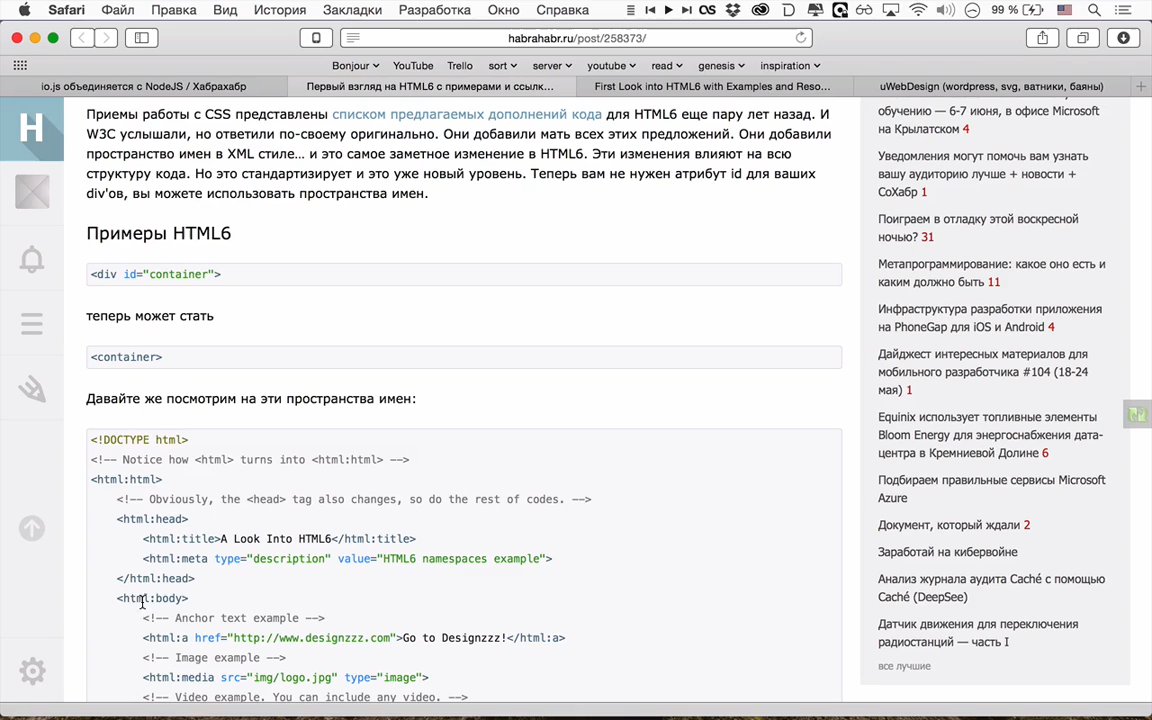 Safari Файл Правка Вид История Закладки Разработка Окно Справка 99 %
habrahabr.ru/post/258373/
Bonjour YouTube Trello sort server youtube read genesis inspiration
io.js объединяется с NodeJS / Хабрахабр Первый взгляд на HTML6 с примерами и ссылк... First Look into HTML6 with Examples and Reso... uWebDesign (wordpress, svg, ватники, баяны)
H
Приемы работы с CSS представлены списком предлагаемых дополнений кода для HTML6 еще пару лет назад. И
W3C услышали, но ответили по-своему оригинально. Они добавили мать всех этих предложений. Они добавили
пространство имен в XML стиле... и это самое заметное изменение в HTML6. Эти изменения влияют на всю
структуру кода. Но это стандартизирует и это уже новый уровень. Теперь вам не нужен атрибут id для ваших
div'ов, вы можете использовать пространства имен.
Примеры HTML6
<div id="container">
теперь может стать
<container>
Давайте же посмотрим на эти пространства имен:
<!DOCTYPE html>
<!-- Notice how <html> turns into <html:html> -->
<html:html>
<!-- Obviously, the <head> tag also changes, so do the rest of codes. -->
<html:head>
<html:title>A Look Into HTML6</html:title>
<html:meta type="description" value="HTML6 namespaces example">
</html:head>
<html:body>
<!-- Anchor text example -->
<html:a href="http://www.designzzz.com">Go to Designzzz!</html:a>
<!-- Image example -->
<html:media src="img/logo.jpg" type="image">
<!-- Video example. You can include any video. -->
обучению — 6-7 июня, в офисе Microsoft
на Крылатском 4
Уведомления могут помочь вам узнать
вашу аудиторию лучше + новости +
СоХабр 1
Поиграем в отладку этой воскресной
ночью? 31
Метапрограммирование: какое оно есть и
каким должно быть 11
Инфраструктура разработки приложения
на PhoneGap для iOS и Android 4
Дайджест интересных материалов для
мобильного разработчика #104 (18-24
мая) 1
Equinix использует топливные элементы
Bloom Energy для энергоснабжения дата-
центра в Кремниевой Долине 6
Подбираем правильные сервисы Microsoft
Azure
Документ, который ждали 2
Заработай на кибервойне
Анализ журнала аудита Caché с помощью
Caché (DeepSee)
Датчик движения для переключения
радиостанций — часть I
все лучшие